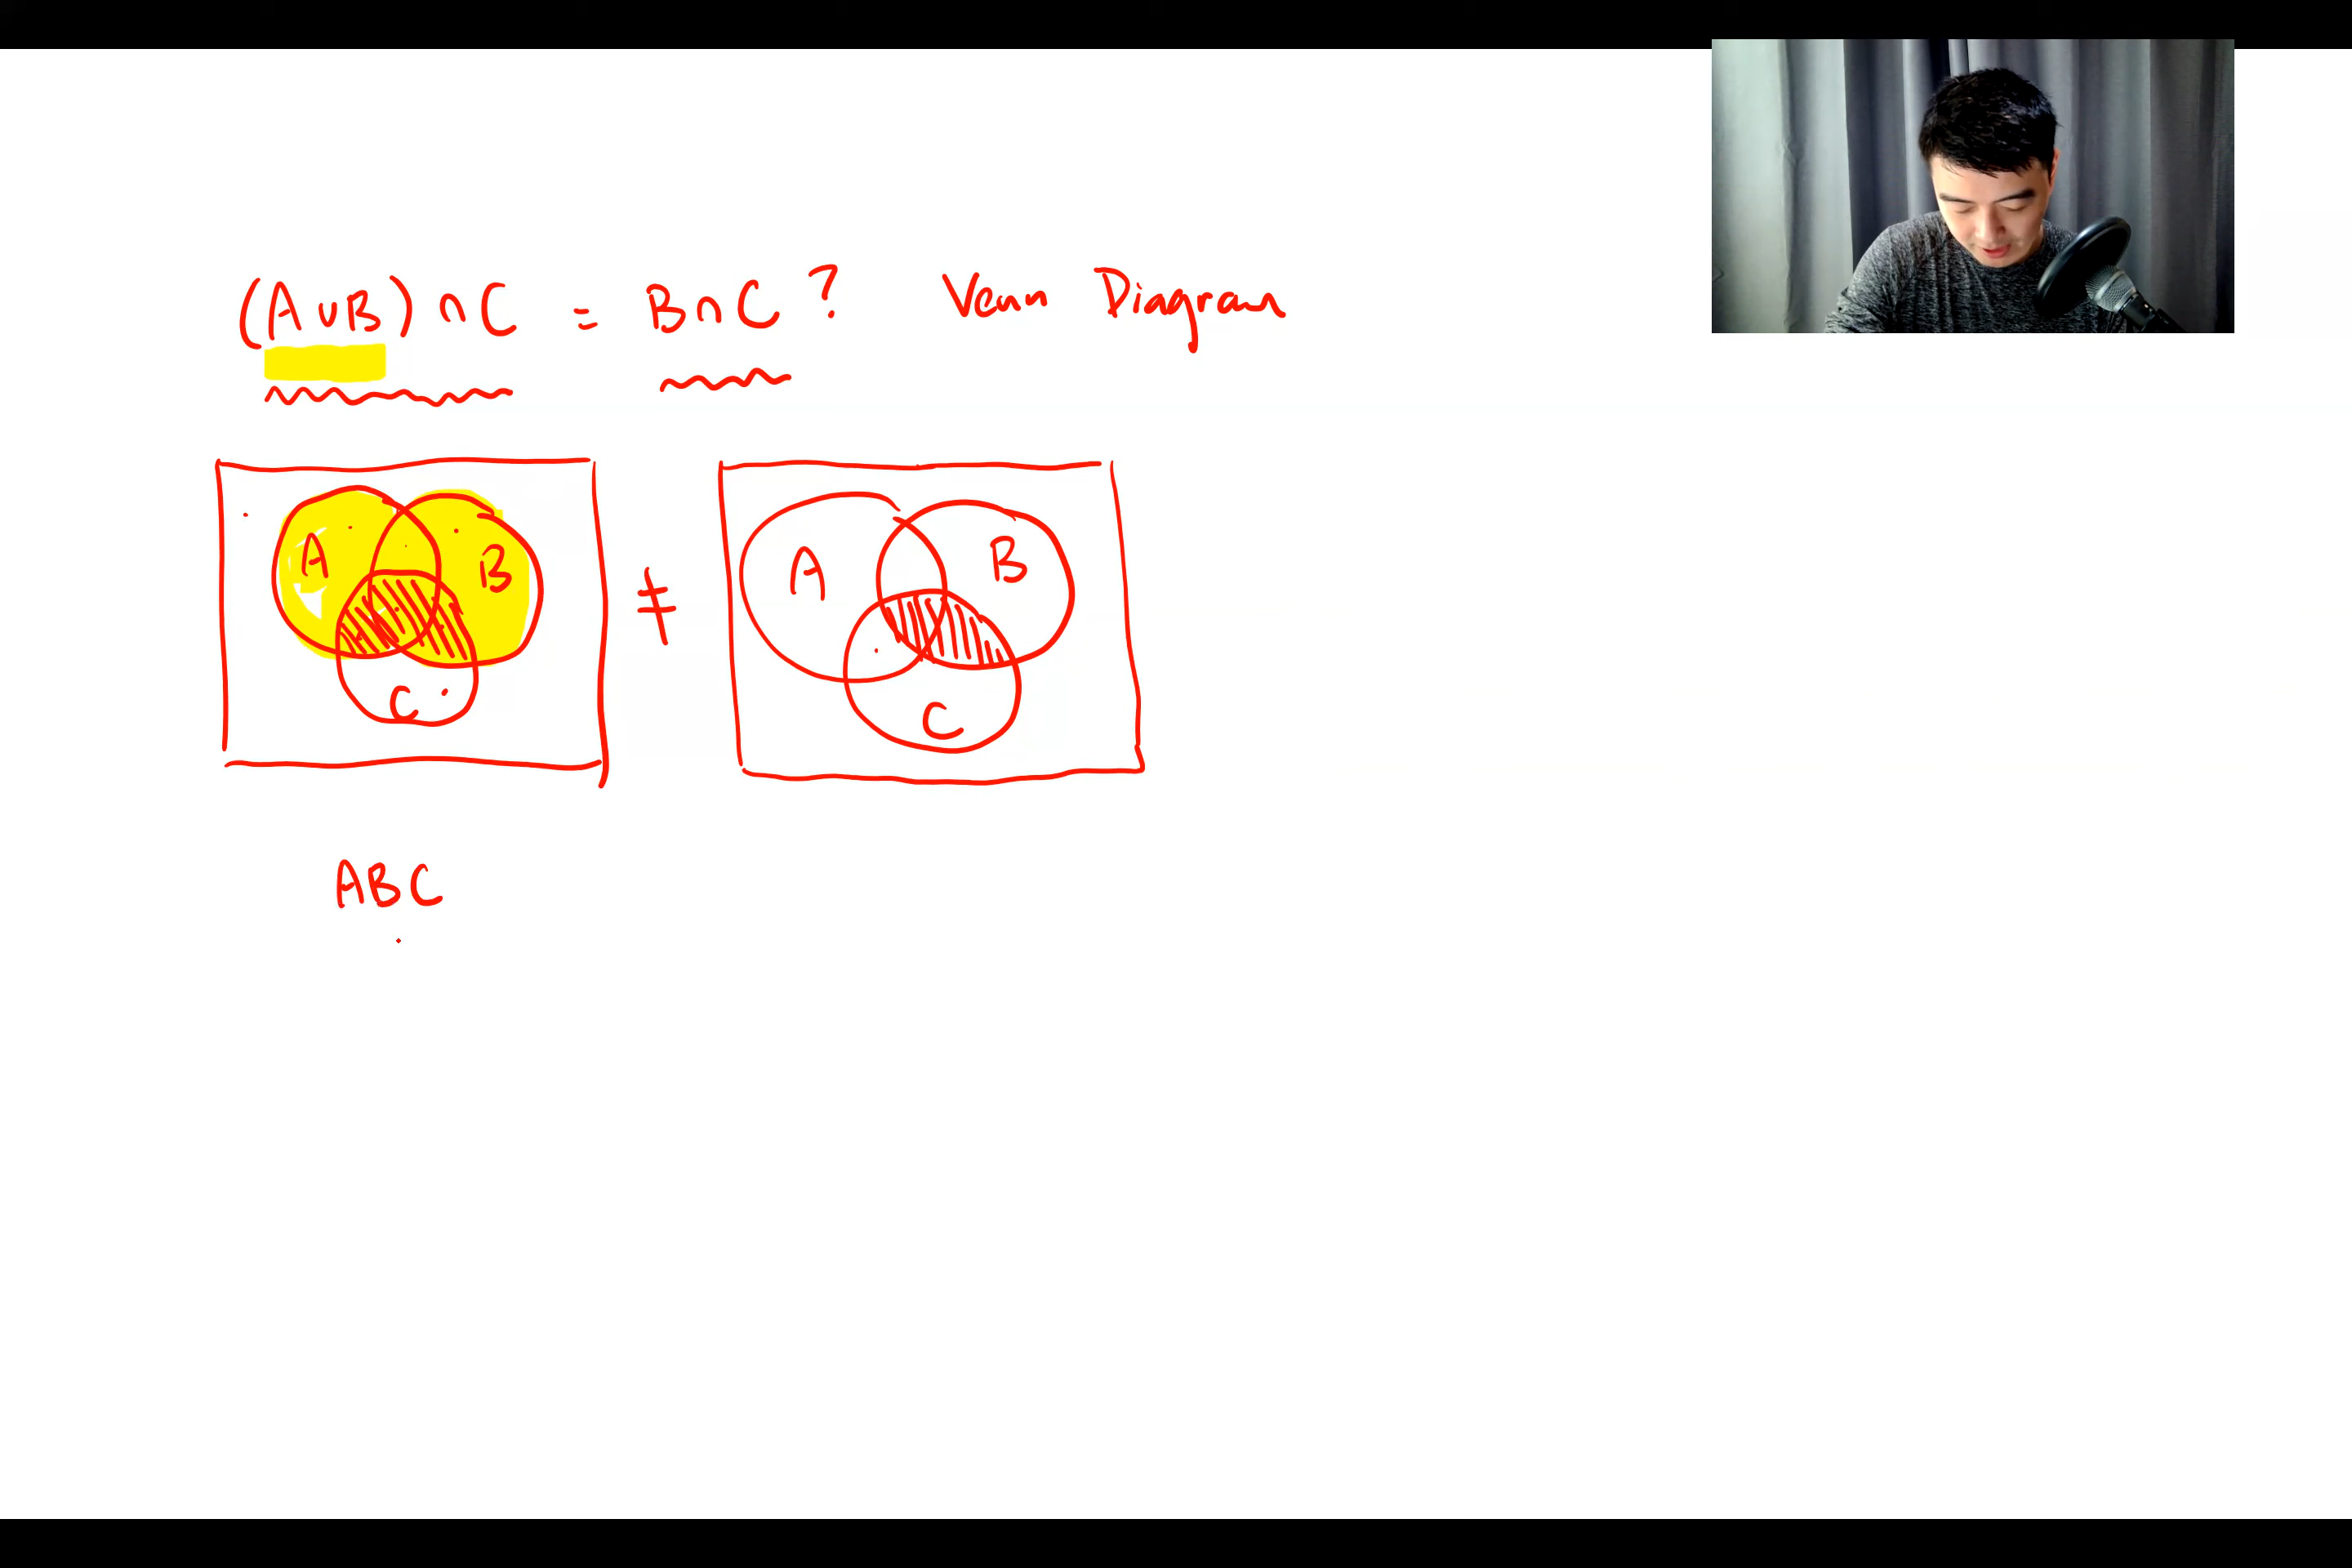 (A∪B)∩C = B∩C ? Venn Diagram
A B C
≠
A B C
ABC